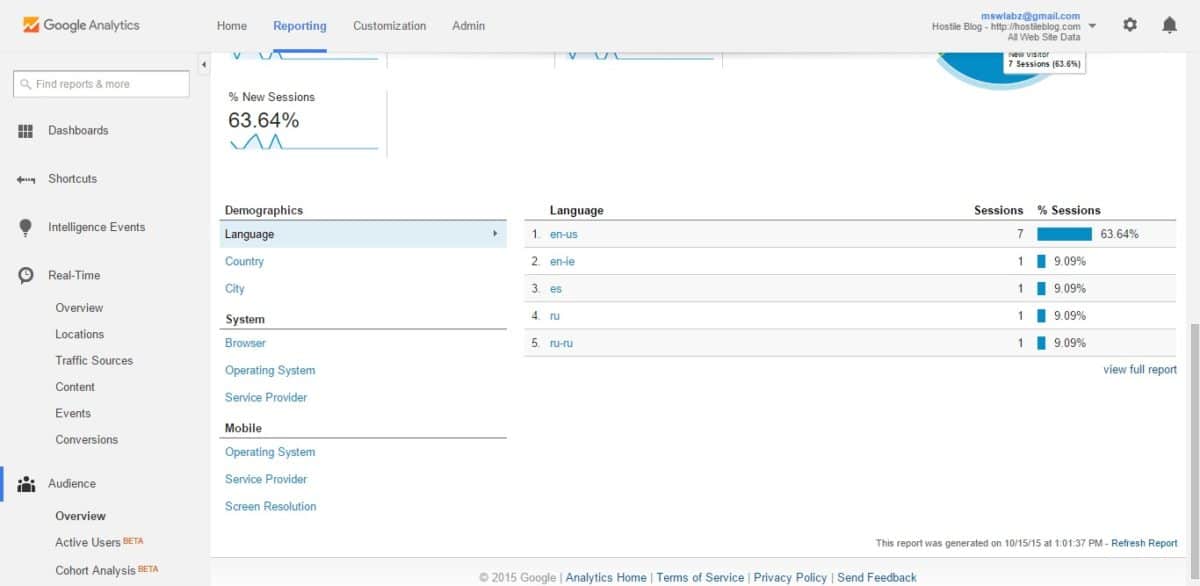 Google Analytics
Home Reporting Customization Admin
mswlabz@gmail.com
Hostile Blog - http://hostileblog.com
All Web Site Data
Find reports & more
Dashboards
Shortcuts
Intelligence Events
Real-Time
Overview
Locations
Traffic Sources
Content
Events
Conversions
Audience
Overview
Active Users BETA
Cohort Analysis BETA
New Visitor
7 Sessions (63.6%)
% New Sessions
63.64%
Demographics
Language
Country
City
System
Browser
Operating System
Service Provider
Mobile
Operating System
Service Provider
Screen Resolution
Language Sessions % Sessions
1. en-us 7 63.64%
2. en-ie 1 9.09%
3. es 1 9.09%
4. ru 1 9.09%
5. ru-ru 1 9.09%
view full report
This report was generated on 10/15/15 at 1:01:37 PM - Refresh Report
© 2015 Google | Analytics Home | Terms of Service | Privacy Policy | Send Feedback